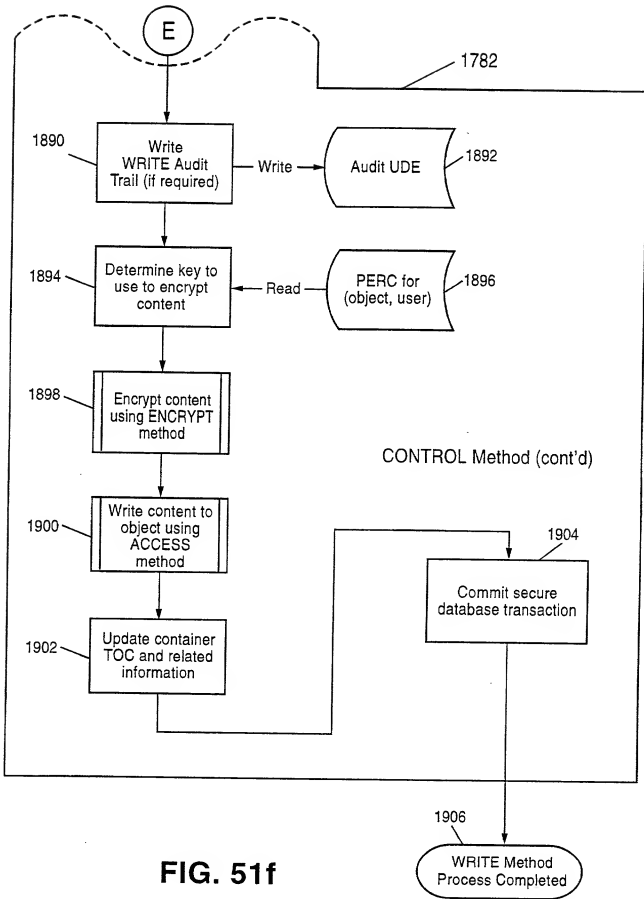 E
1782
1890
Write
WRITE Audit
Trail (if required)
Write
Audit UDE
1892
1894
Determine key to
use to encrypt
content
Read
PERC for
(object, user)
1896
1898
Encrypt content
using ENCRYPT
method
CONTROL Method (cont'd)
1900
Write content to
object using
ACCESS
method
1904
Commit secure
database transaction
1902
Update container
TOC and related
information
1906
WRITE Method
Process Completed
FIG. 51f